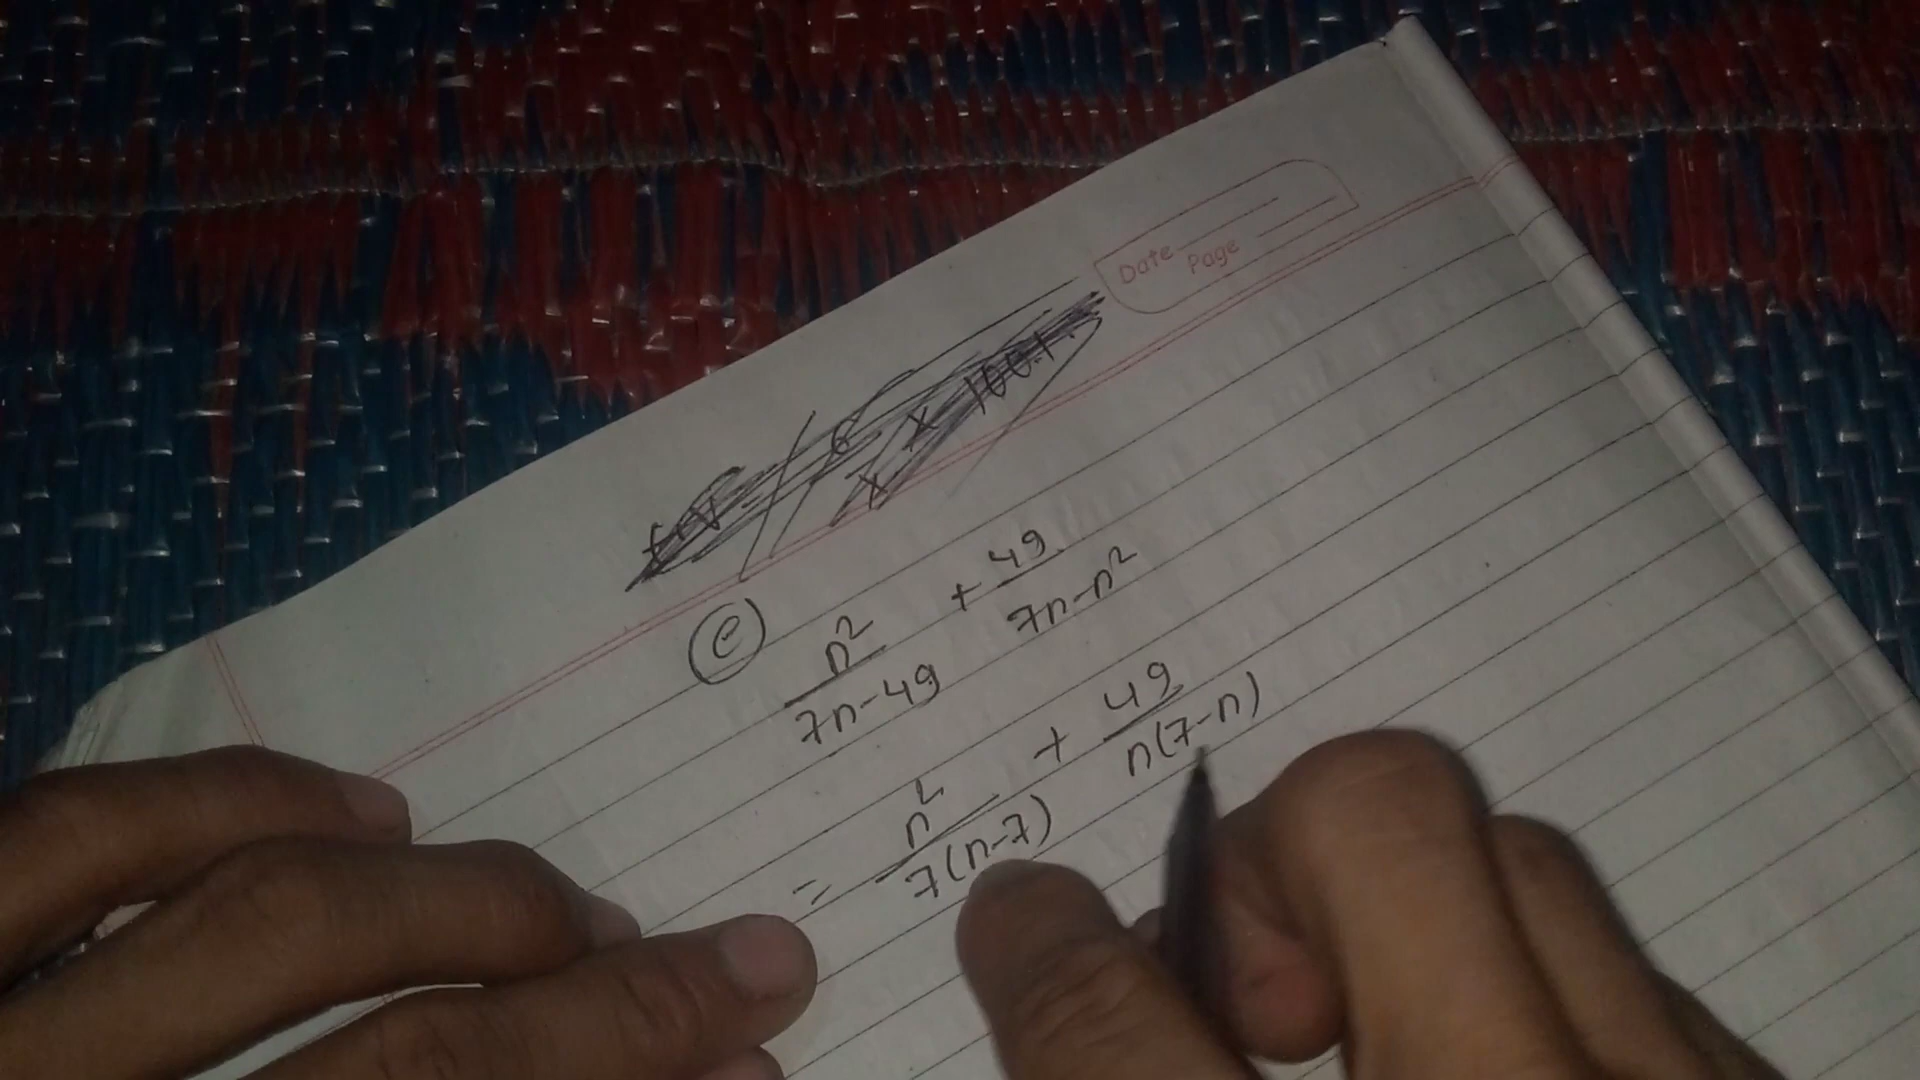 Date
Page
(e)
n²/(7n-49) + 49/(7n-n²)
= n²/(7(n-7)) + 49/(n(7-n))